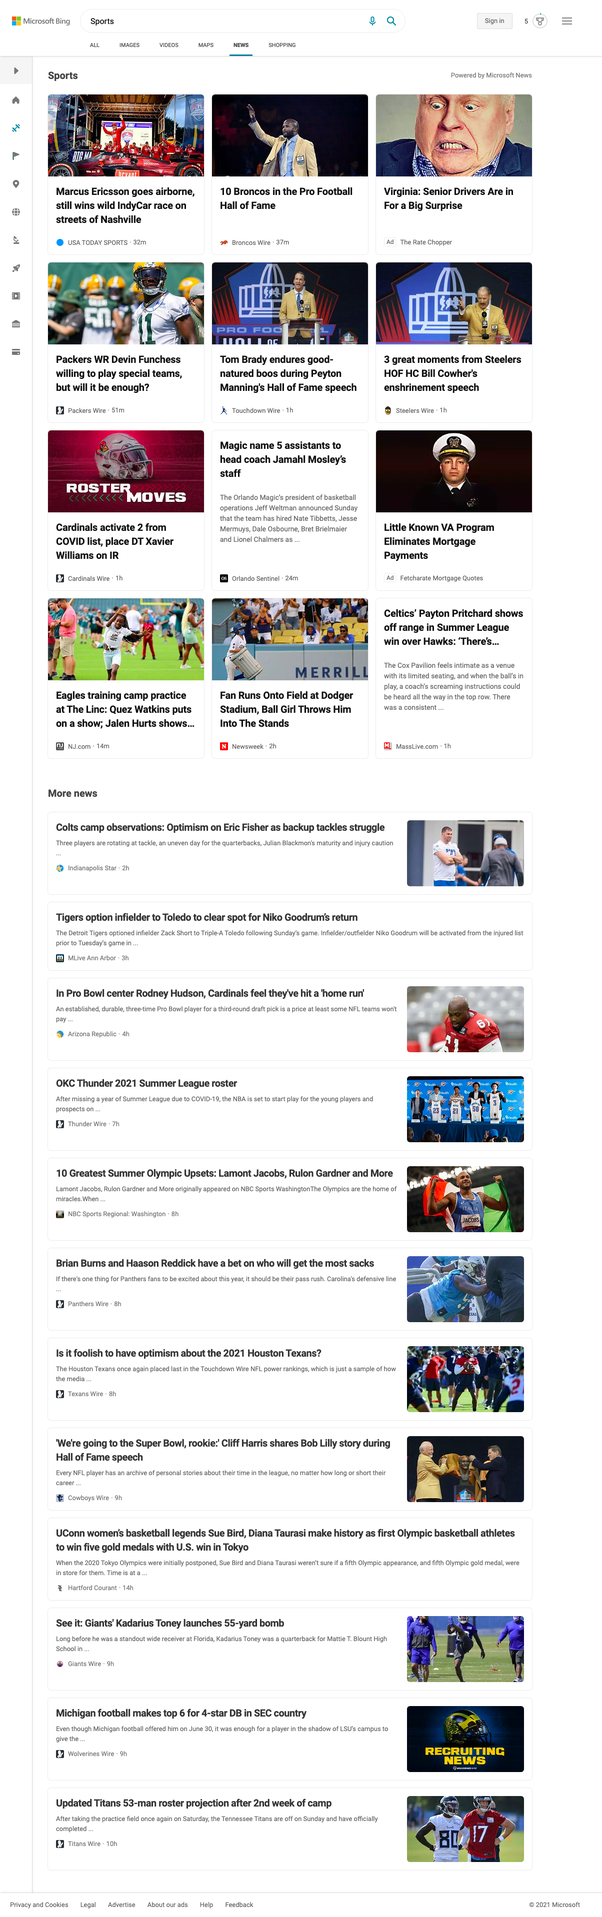 Microsoft Bing
Sports
Sign in
5
ALL IMAGES VIDEOS MAPS NEWS SHOPPING
Sports
Powered by Microsoft News
Marcus Ericsson goes airborne,
still wins wild IndyCar race on
streets of Nashville
USA TODAY SPORTS · 32m
10 Broncos in the Pro Football
Hall of Fame
Broncos Wire · 37m
Virginia: Senior Drivers Are in
For a Big Surprise
Ad The Rate Chopper
11
Packers WR Devin Funchess
willing to play special teams,
but will it be enough?
Packers Wire · 51m
PRO FOO
Tom Brady endures good-
natured boos during Peyton
Manning's Hall of Fame speech
Touchdown Wire · 1h
3 great moments from Steelers
HOF HC Bill Cowher's
enshrinement speech
Steelers Wire · 1h
ROSTER
MOVES
Cardinals activate 2 from
COVID list, place DT Xavier
Williams on IR
Cardinals Wire · 1h
Magic name 5 assistants to
head coach Jamahl Mosley's
staff
The Orlando Magic's president of basketball
operations Jeff Weltman announced Sunday
that the team has hired Nate Tibbetts, Jesse
Mermuys, Dale Osbourne, Bret Brielmaier
and Lionel Chalmers as ...
Orlando Sentinel · 24m
Little Known VA Program
Eliminates Mortgage
Payments
Ad Fetcharate Mortgage Quotes
Eagles training camp practice
at The Linc: Quez Watkins puts
on a show; Jalen Hurts shows...
NJ.com · 14m
MERRILL
Fan Runs Onto Field at Dodger
Stadium, Ball Girl Throws Him
Into The Stands
Newsweek · 2h
Celtics' Payton Pritchard shows
off range in Summer League
win over Hawks: 'There's...
The Cox Pavilion feels intimate as a venue
with its limited seating, and when the ball's in
play, a coach's screaming instructions could
be heard all the way in the top row. There
was a consistent ...
MassLive.com · 1h
More news
Colts camp observations: Optimism on Eric Fisher as backup tackles struggle
Three players are rotating at tackle, an uneven day for the quarterbacks, Julian Blackmon's maturity and injury caution
...
Indianapolis Star · 2h
Tigers option infielder to Toledo to clear spot for Niko Goodrum's return
The Detroit Tigers optioned infielder Zack Short to Triple-A Toledo following Sunday's game. Infielder/outfielder Niko Goodrum will be activated from the injured list
prior to Tuesday's game in ...
MLive Ann Arbor · 3h
In Pro Bowl center Rodney Hudson, Cardinals feel they've hit a 'home run'
An established, durable, three-time Pro Bowl player for a third-round draft pick is a price at least some NFL teams won't
pay ...
Arizona Republic · 4h
61
OKC Thunder 2021 Summer League roster
After missing a year of Summer League due to COVID-19, the NBA is set to start play for the young players and
prospects on ...
Thunder Wire · 7h
10 Greatest Summer Olympic Upsets: Lamont Jacobs, Rulon Gardner and More
Lamont Jacobs, Rulon Gardner and More originally appeared on NBC Sports WashingtonThe Olympics are the home of
miracles.When ...
NBC Sports Regional: Washington · 8h
JACOBS
Brian Burns and Haason Reddick have a bet on who will get the most sacks
If there's one thing for Panthers fans to be excited about this year, it should be their pass rush. Carolina's defensive line
...
Panthers Wire · 8h
Is it foolish to have optimism about the 2021 Houston Texans?
The Houston Texans once again placed last in the Touchdown Wire NFL power rankings, which is just a sample of how
the media ...
Texans Wire · 8h
'We're going to the Super Bowl, rookie:' Cliff Harris shares Bob Lilly story during
Hall of Fame speech
Every NFL player has an archive of personal stories about their time in the league, no matter how long or short their
career ...
Cowboys Wire · 9h
UConn women's basketball legends Sue Bird, Diana Taurasi make history as first Olympic basketball athletes
to win five gold medals with U.S. win in Tokyo
When the 2020 Tokyo Olympics were initially postponed, Sue Bird and Diana Taurasi weren't sure if a fifth Olympic appearance, and fifth Olympic gold medal, were
in store for them. Time is at a ...
Hartford Courant · 14h
See it: Giants' Kadarius Toney launches 55-yard bomb
Long before he was a standout wide receiver at Florida, Kadarius Toney was a quarterback for Mattie T. Blount High
School in ...
Giants Wire · 9h
Michigan football makes top 6 for 4-star DB in SEC country
Even though Michigan football offered him on June 30, it was enough for a player in the shadow of LSU's campus to
give the ...
Wolverines Wire · 9h
RECRUITING
NEWS
Updated Titans 53-man roster projection after 2nd week of camp
After taking the practice field once again on Saturday, the Tennessee Titans are off on Sunday and have officially
completed ...
Titans Wire · 10h
80
17
Privacy and Cookies Legal Advertise About our ads Help Feedback © 2021 Microsoft